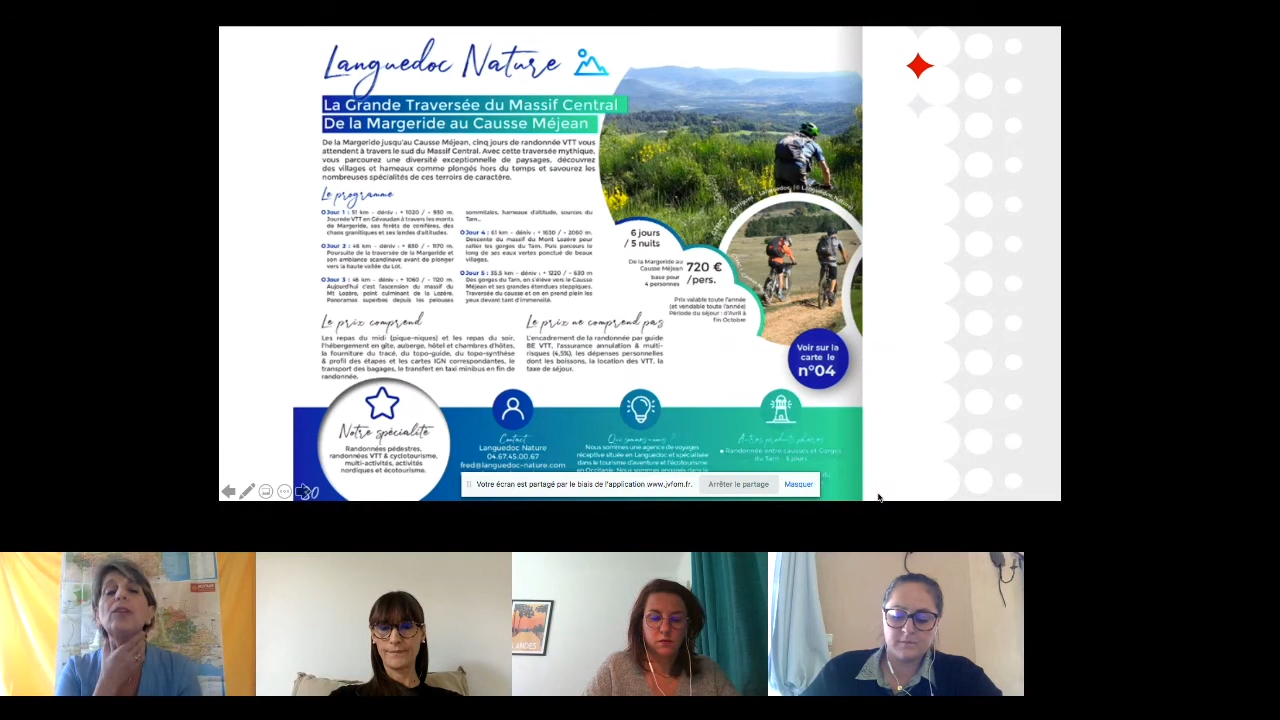 Languedoc Nature
La Grande Traversée du Massif Central
De la Margeride au Causse Méjean
De la Margeride jusqu'au Causse Méjean, cinq jours de randonnée VTT vous
attendent à travers le sud du Massif Central. Avec cette traversée mythique,
vous parcourez une diversité exceptionnelle de paysages, découvrez
des villages et hameaux comme plongés hors du temps et savourez les
nombreuses spécialités de ces terroirs de caractère.
Le programme
Jour 1 : 51 km - déniv : + 1020 / - 930 m.
Journée VTT en Gévaudan à travers les monts
de Margeride, ses forêts de conifères, des
chaos granitiques et ses landes d'altitudes.
Jour 2 : 46 km - déniv : + 830 / - 1170 m.
Poursuite de la traversée de la Margeride et
son ambiance scandinave avant de plonger
vers la haute vallée du Lot.
Jour 3 : 46 km - déniv : + 1060 / - 1120 m.
Aujourd'hui c'est l'ascension du massif du
Mt Lozère, point culminant de la Lozère.
Panoramas superbes depuis les pelouses
sommitales, hameaux d'altitude, sources du
Tarn...
Jour 4 : 61 km - déniv : + 1630 / - 2060 m.
Descente du massif du Mont Lozère pour
rallier les gorges du Tarn. Puis parcours le
long de ses eaux vertes ponctué de beaux
villages.
Jour 5 : 35.5 km - déniv : + 1220 / - 630 m
Des gorges du Tarn, on s'élève vers le Causse
Méjean et ses grandes étendues steppiques.
Traversée du causse et on en prend plein les
yeux devant tant d'immensité.
6 jours
/ 5 nuits
De la Margeride au
Causse Méjean
base pour
4 personnes
720 €
/pers.
Prix valable toute l'année
(et vendable toute l'année)
Période du séjour : d'Avril à
fin Octobre
Le prix comprend
Les repas du midi (pique-niques) et les repas du soir,
l'hébergement en gîte, auberge, hôtel et chambres d'hôtes,
la fourniture du tracé, du topo-guide, du topo-synthèse
& profil des étapes et les cartes IGN correspondantes, le
transport des bagages, le transfert en taxi minibus en fin de
randonnée.
Le prix ne comprend pas
L'encadrement de la randonnée par guide
BE VTT, l'assurance annulation & multi-
risques (4,5%), les dépenses personnelles
dont les boissons, la location des VTT, la
taxe de séjour.
Voir sur la
carte le
n°04
Notre spécialité
Randonnées pédestres,
randonnées VTT & cyclotourisme,
multi-activités, activités
nordiques et écotourisme.
Contact
Languedoc Nature
04.67.45.00.67
fred@languedoc-nature.com
Qui sommes-nous ?
Nous sommes une agence de voyages
réceptive située en Languedoc et spécialisée
dans le tourisme d'aventure et l'écotourisme
en Occitanie. Nous sommes engagés dans le
Autres produits phares
Randonnée entre causses et Gorges
du Tarn - 5 jours
Votre écran est partagé par le biais de l'application www.jvfom.fr.
Arrêter le partage
Masquer
LANDES